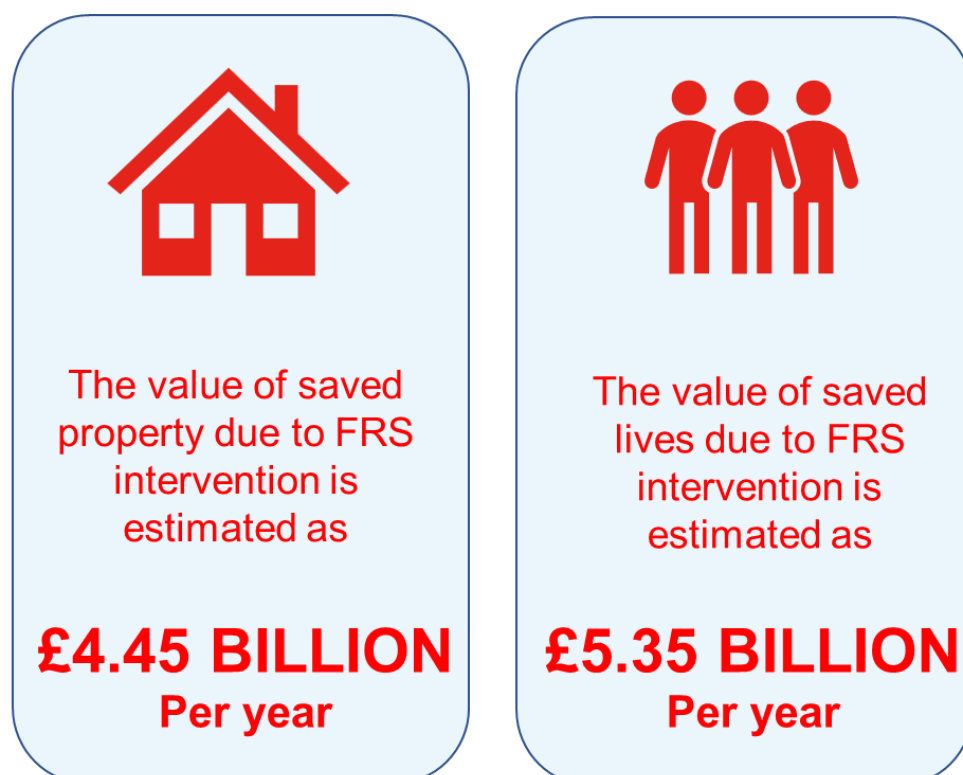 The value of saved
property due to FRS
intervention is
estimated as
£4.45 BILLION
Per year
The value of saved
lives due to FRS
intervention is
estimated as
£5.35 BILLION
Per year